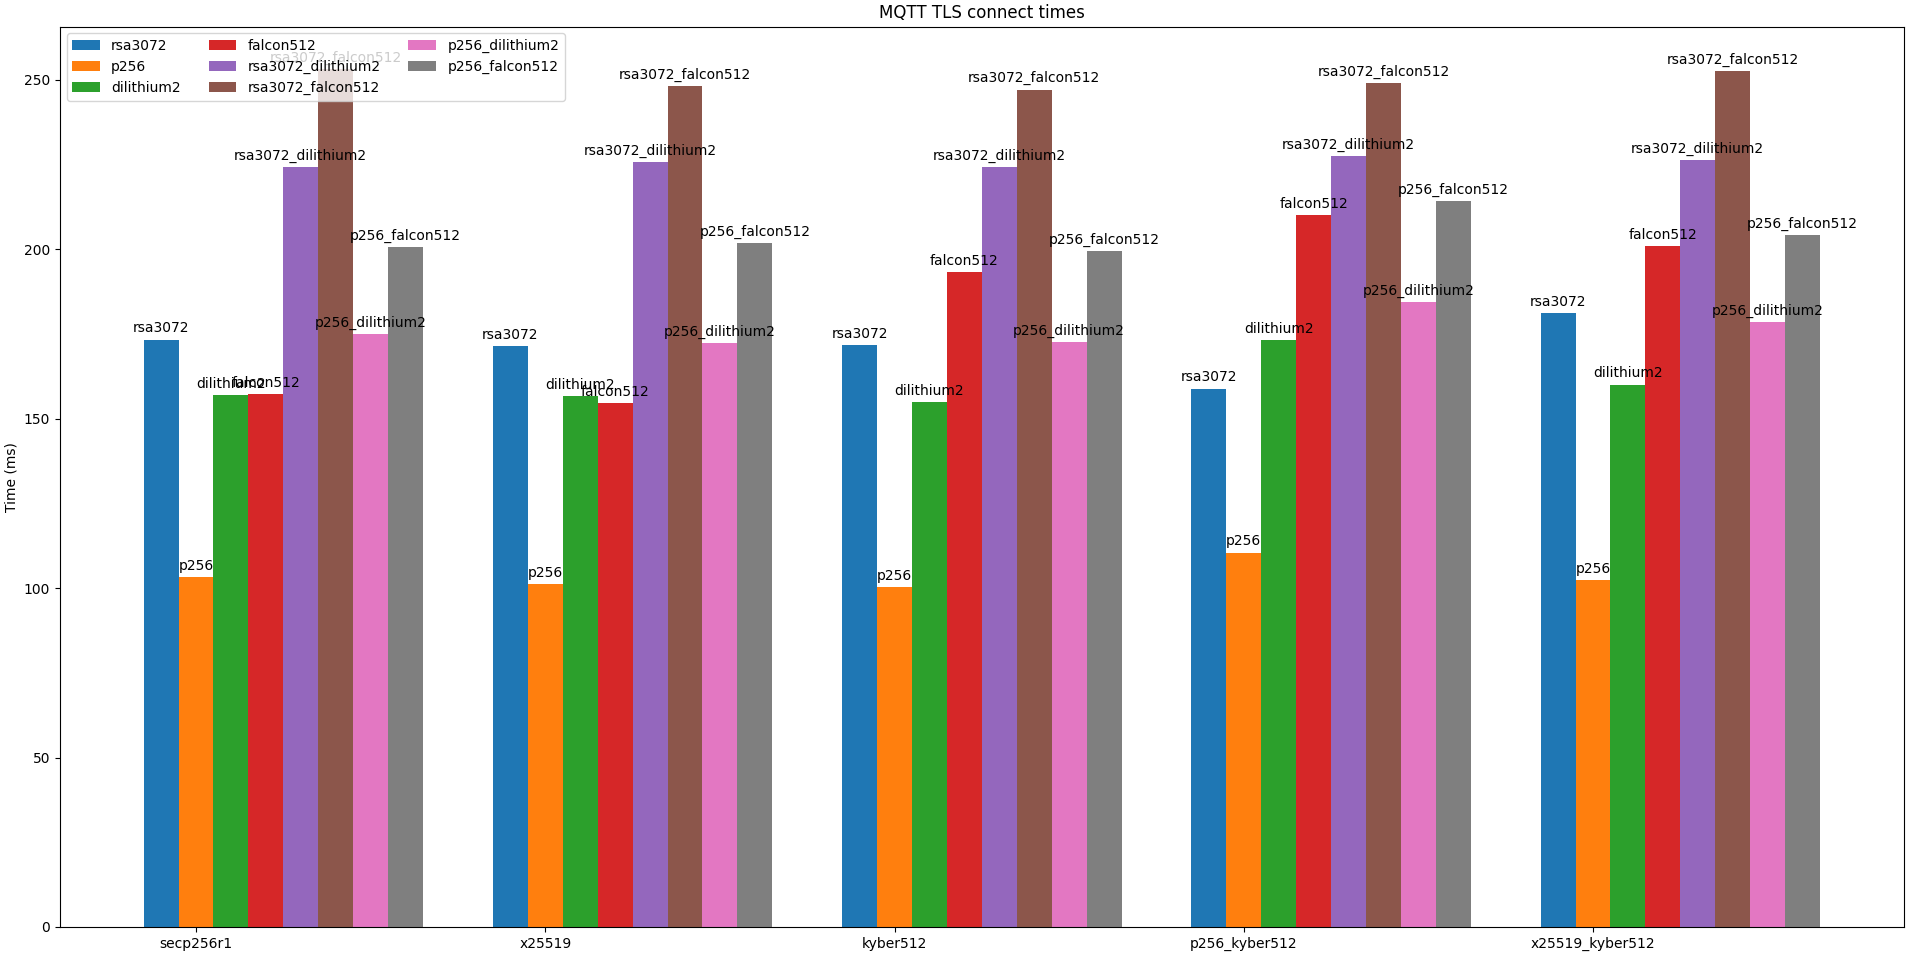 MQTT TLS connect times
rsa3072
p256
dilithium2
falcon512
rsa3072_dilithium2
rsa3072_falcon512
p256_dilithium2
p256_falcon512
Time (ms)
250
200
150
100
50
0
rsa3072
p256
dilithium2
falcon512
rsa3072_dilithium2
rsa3072_falcon512
p256_dilithium2
p256_falcon512
rsa3072
p256
dilithium2
falcon512
rsa3072_dilithium2
rsa3072_falcon512
p256_dilithium2
p256_falcon512
rsa3072
p256
dilithium2
falcon512
rsa3072_dilithium2
rsa3072_falcon512
p256_dilithium2
p256_falcon512
rsa3072
p256
dilithium2
falcon512
rsa3072_dilithium2
rsa3072_falcon512
p256_dilithium2
p256_falcon512
rsa3072
p256
dilithium2
falcon512
rsa3072_dilithium2
rsa3072_falcon512
p256_dilithium2
p256_falcon512
secp256r1
x25519
kyber512
p256_kyber512
x25519_kyber512